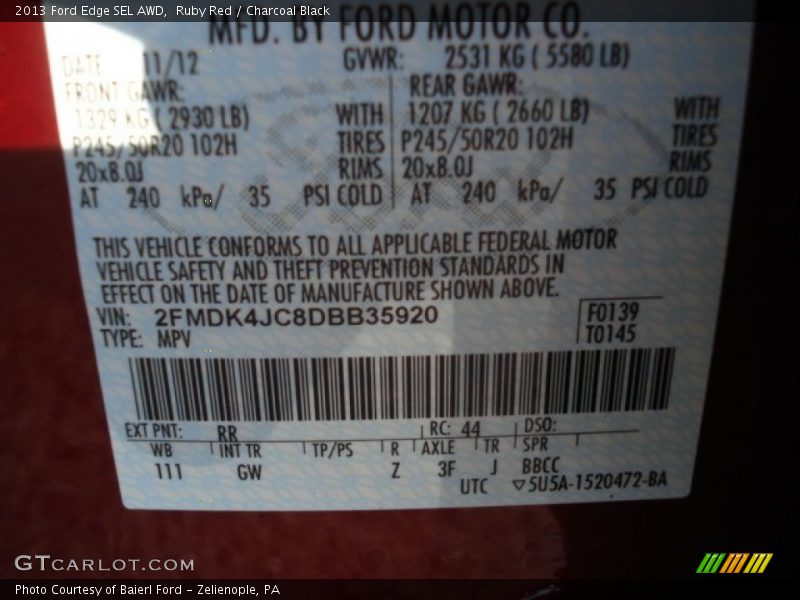 2013 Ford Edge SEL AWD, Ruby Red / Charcoal Black
MFD. BY FORD MOTOR CO.
DATE 11/12 GVWR: 2531 KG ( 5580 LB)
FRONT GAWR: REAR GAWR:
1329 KG ( 2930 LB) WITH 1207 KG ( 2660 LB) WITH
P245/50R20 102H TIRES P245/50R20 102H TIRES
20x8.0J RIMS 20x8.0J RIMS
AT 240 kPa/ 35 PSI COLD AT 240 kPa/ 35 PSI COLD
THIS VEHICLE CONFORMS TO ALL APPLICABLE FEDERAL MOTOR
VEHICLE SAFETY AND THEFT PREVENTION STANDARDS IN
EFFECT ON THE DATE OF MANUFACTURE SHOWN ABOVE.
VIN: 2FMDK4JC8DBB35920 F0139
TYPE: MPV T0145
EXT PNT: RR RC: 44 DSO:
WB INT TR TP/PS R AXLE TR SPR
111 GW Z 3F J BBCC
UTC ▽5U5A-1520472-BA
GTCARLOT.COM
Photo Courtesy of Baierl Ford - Zelienople, PA